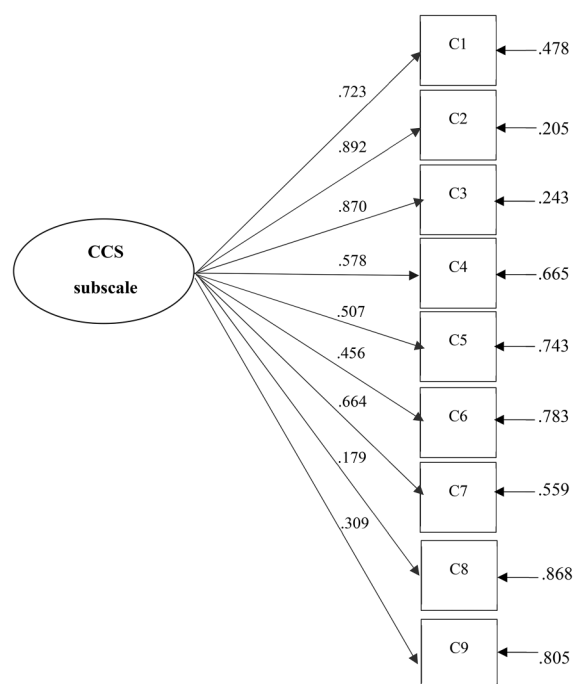 C1
.478
.723
C2
.892
.205
C3
.870
.243
CCS
subscale
C4
.578
.665
.507
C5
.743
.456
C6
.664
.783
C7
.179
.559
.309
C8
.868
C9
.805